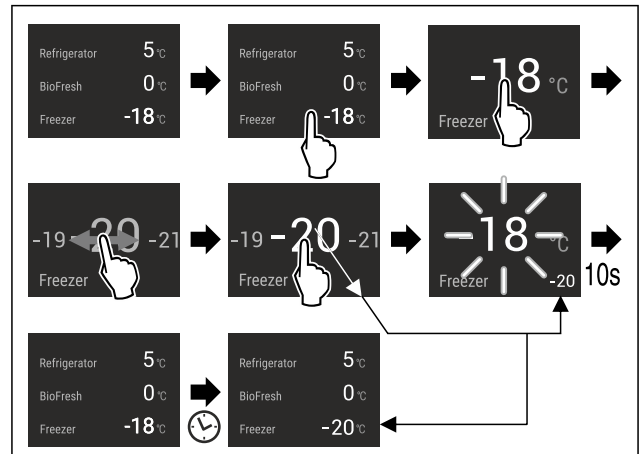 Refrigerator 5 °C
BioFresh 0 °C
Freezer -18 °C
Refrigerator 5 °C
BioFresh 0 °C
Freezer -18 °C
-18 °C
Freezer
-19 -20 -21
Freezer
-19 -20 -21
Freezer
-18 °C
Freezer -20
10s
Refrigerator 5 °C
BioFresh 0 °C
Freezer -18 °C
Refrigerator 5 °C
BioFresh 0 °C
Freezer -20 °C